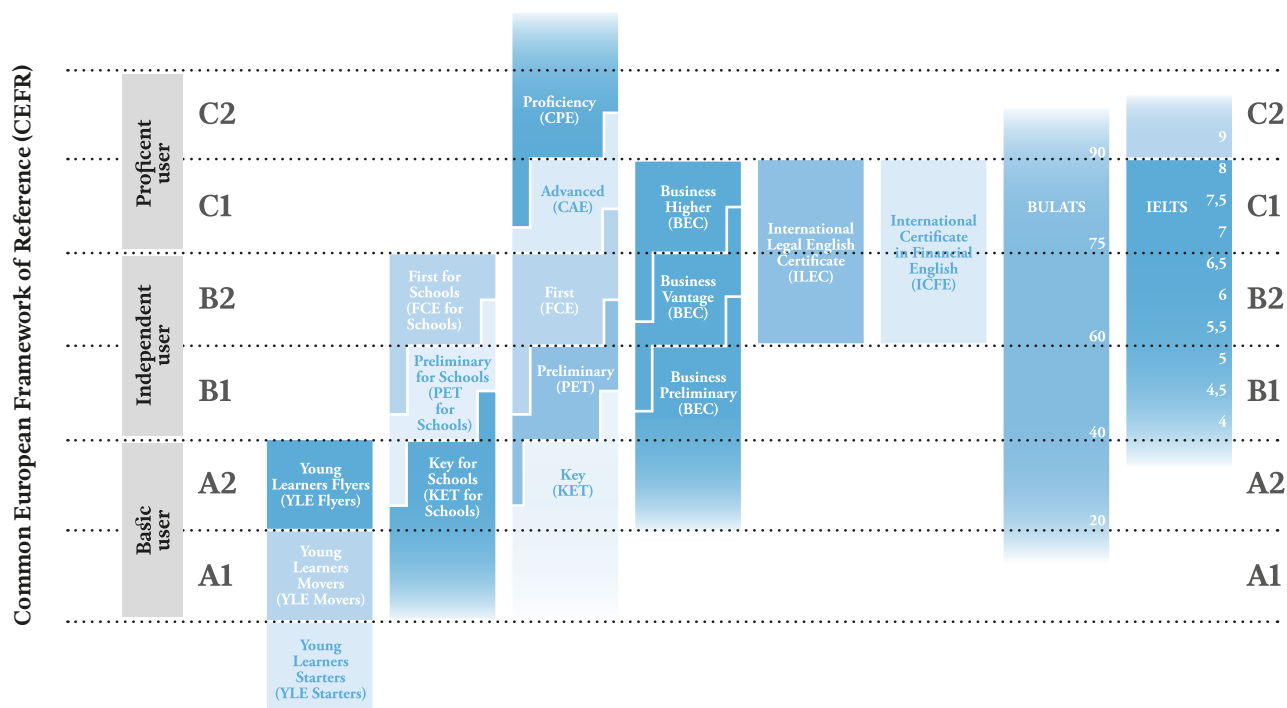 Common European Framework of Reference (CEFR)
Proficent
user
Independent
user
Basic
user
C2
C1
B2
B1
A2
A1
Young
Learners Flyers
(YLE Flyers)
Young
Learners
Movers
(YLE Movers)
Young
Learners
Starters
(YLE Starters)
First for
Schools
(FCE for
Schools)
Preliminary
for Schools
(PET
for
Schools)
Key for
Schools
(KET for
Schools)
Proficiency
(CPE)
Advanced
(CAE)
First
(FCE)
Preliminary
(PET)
Key
(KET)
Business
Higher
(BEC)
Business
Vantage
(BEC)
Business
Preliminary
(BEC)
International
Legal English
Certificate
(ILEC)
International
Certificate
in Financial
English
(ICFE)
90
BULATS
75
60
40
20
9
8
7,5
IELTS
7
6,5
6
5,5
5
4,5
4
C2
C1
B2
B1
A2
A1